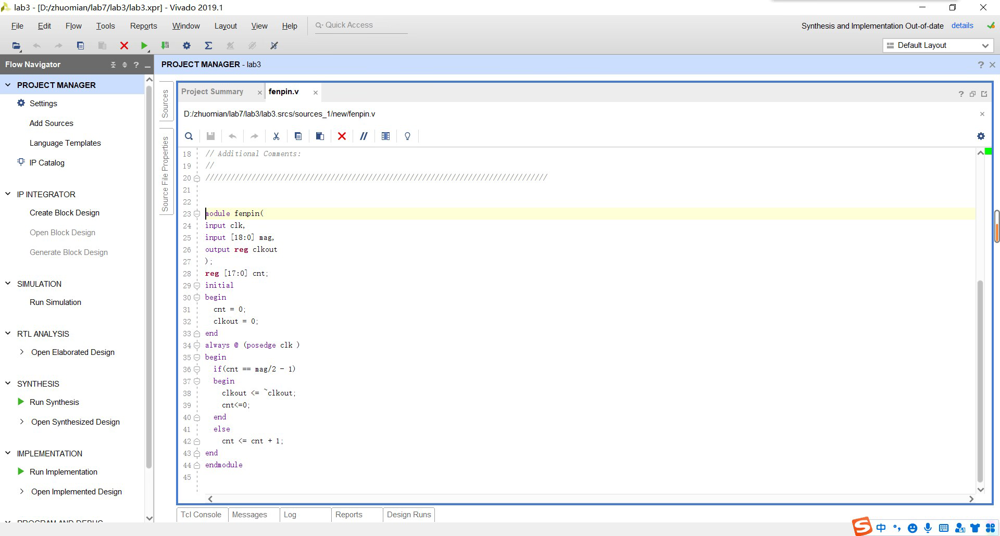 lab3 - [D:/zhuomian/lab7/lab3/lab3.xpr] - Vivado 2019.1
File Edit Flow Tools Reports Window Layout View Help Quick Access
Synthesis and Implementation Out-of-date details
Default Layout
Flow Navigator
PROJECT MANAGER
Settings
Add Sources
Language Templates
IP Catalog
IP INTEGRATOR
Create Block Design
Open Block Design
Generate Block Design
SIMULATION
Run Simulation
RTL ANALYSIS
Open Elaborated Design
SYNTHESIS
Run Synthesis
Open Synthesized Design
IMPLEMENTATION
Run Implementation
Open Implemented Design
PROGRAM AND DEBUG
PROJECT MANAGER - lab3
Sources
Source File Properties
Project Summary
fenpin.v
D:/zhuomian/lab7/lab3/lab3.srcs/sources_1/new/fenpin.v
18 // Additional Comments:
19 //
20 //////////////////////////////////////////////////////////////////////////////////
21
22
23 module fenpin(
24 input clk,
25 input [18:0] mag,
26 output reg clkout
27 );
28 reg [17:0] cnt;
29 initial
30 begin
31 cnt = 0;
32 clkout = 0;
33 end
34 always @ (posedge clk )
35 begin
36 if(cnt == mag/2 - 1)
37 begin
38 clkout <= ~clkout;
39 cnt<=0;
40 end
41 else
42 cnt <= cnt + 1;
43 end
44 endmodule
45
Tcl Console
Messages
Log
Reports
Design Runs
中